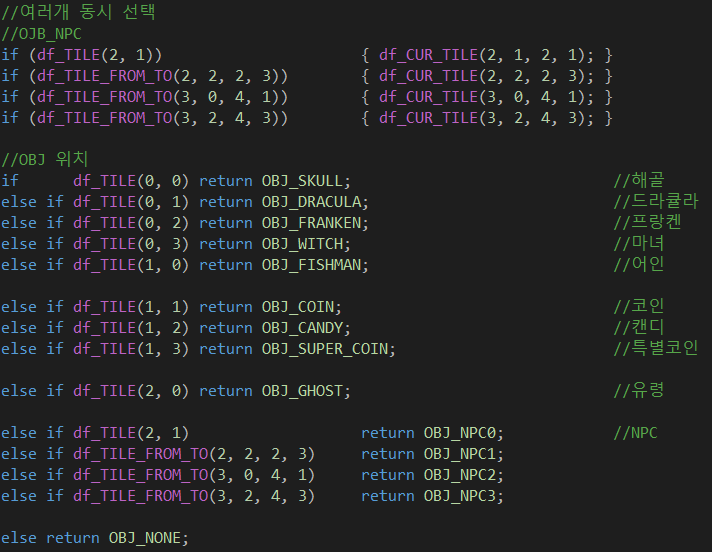 //여러개 동시 선택
//OJB_NPC
if (df_TILE(2, 1))                      { df_CUR_TILE(2, 1, 2, 1); }
if (df_TILE_FROM_TO(2, 2, 2, 3))        { df_CUR_TILE(2, 2, 2, 3); }
if (df_TILE_FROM_TO(3, 0, 4, 1))        { df_CUR_TILE(3, 0, 4, 1); }
if (df_TILE_FROM_TO(3, 2, 4, 3))        { df_CUR_TILE(3, 2, 4, 3); }

//OBJ 위치
if      df_TILE(0, 0) return OBJ_SKULL;                             //해골
else if df_TILE(0, 1) return OBJ_DRACULA;                           //드라큘라
else if df_TILE(0, 2) return OBJ_FRANKEN;                           //프랑켄
else if df_TILE(0, 3) return OBJ_WITCH;                             //마녀
else if df_TILE(1, 0) return OBJ_FISHMAN;                           //어인

else if df_TILE(1, 1) return OBJ_COIN;                              //코인
else if df_TILE(1, 2) return OBJ_CANDY;                             //캔디
else if df_TILE(1, 3) return OBJ_SUPER_COIN;                        //특별코인

else if df_TILE(2, 0) return OBJ_GHOST;                             //유령

else if df_TILE(2, 1)                   return OBJ_NPC0;            //NPC
else if df_TILE_FROM_TO(2, 2, 2, 3)     return OBJ_NPC1;
else if df_TILE_FROM_TO(3, 0, 4, 1)     return OBJ_NPC2;
else if df_TILE_FROM_TO(3, 2, 4, 3)     return OBJ_NPC3;

else return OBJ_NONE;